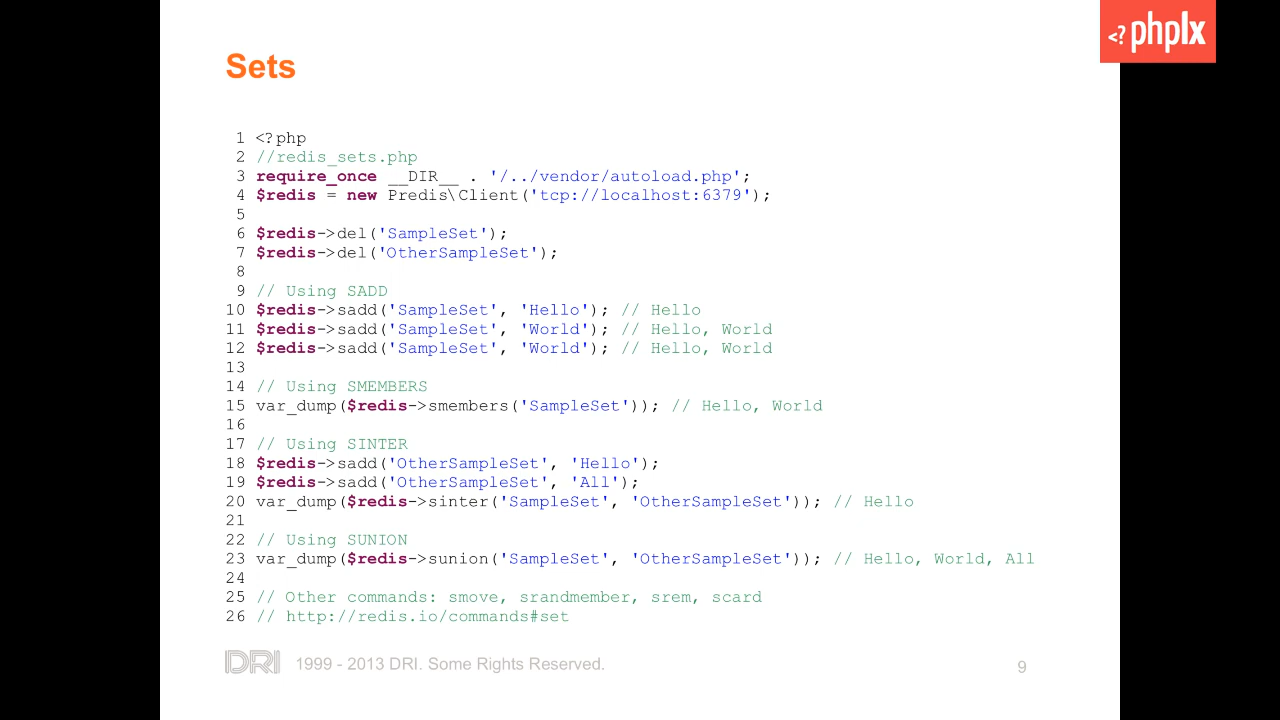 <? phplx
Sets
1 <?php
2 //redis_sets.php
3 require_once __DIR__ . '/../vendor/autoload.php';
4 $redis = new Predis\Client('tcp://localhost:6379');
5
6 $redis->del('SampleSet');
7 $redis->del('OtherSampleSet');
8
9 // Using SADD
10 $redis->sadd('SampleSet', 'Hello'); // Hello
11 $redis->sadd('SampleSet', 'World'); // Hello, World
12 $redis->sadd('SampleSet', 'World'); // Hello, World
13
14 // Using SMEMBERS
15 var_dump($redis->smembers('SampleSet')); // Hello, World
16
17 // Using SINTER
18 $redis->sadd('OtherSampleSet', 'Hello');
19 $redis->sadd('OtherSampleSet', 'All');
20 var_dump($redis->sinter('SampleSet', 'OtherSampleSet')); // Hello
21
22 // Using SUNION
23 var_dump($redis->sunion('SampleSet', 'OtherSampleSet')); // Hello, World, All
24
25 // Other commands: smove, srandmember, srem, scard
26 // http://redis.io/commands#set
DRI 1999 - 2013 DRI. Some Rights Reserved. 9